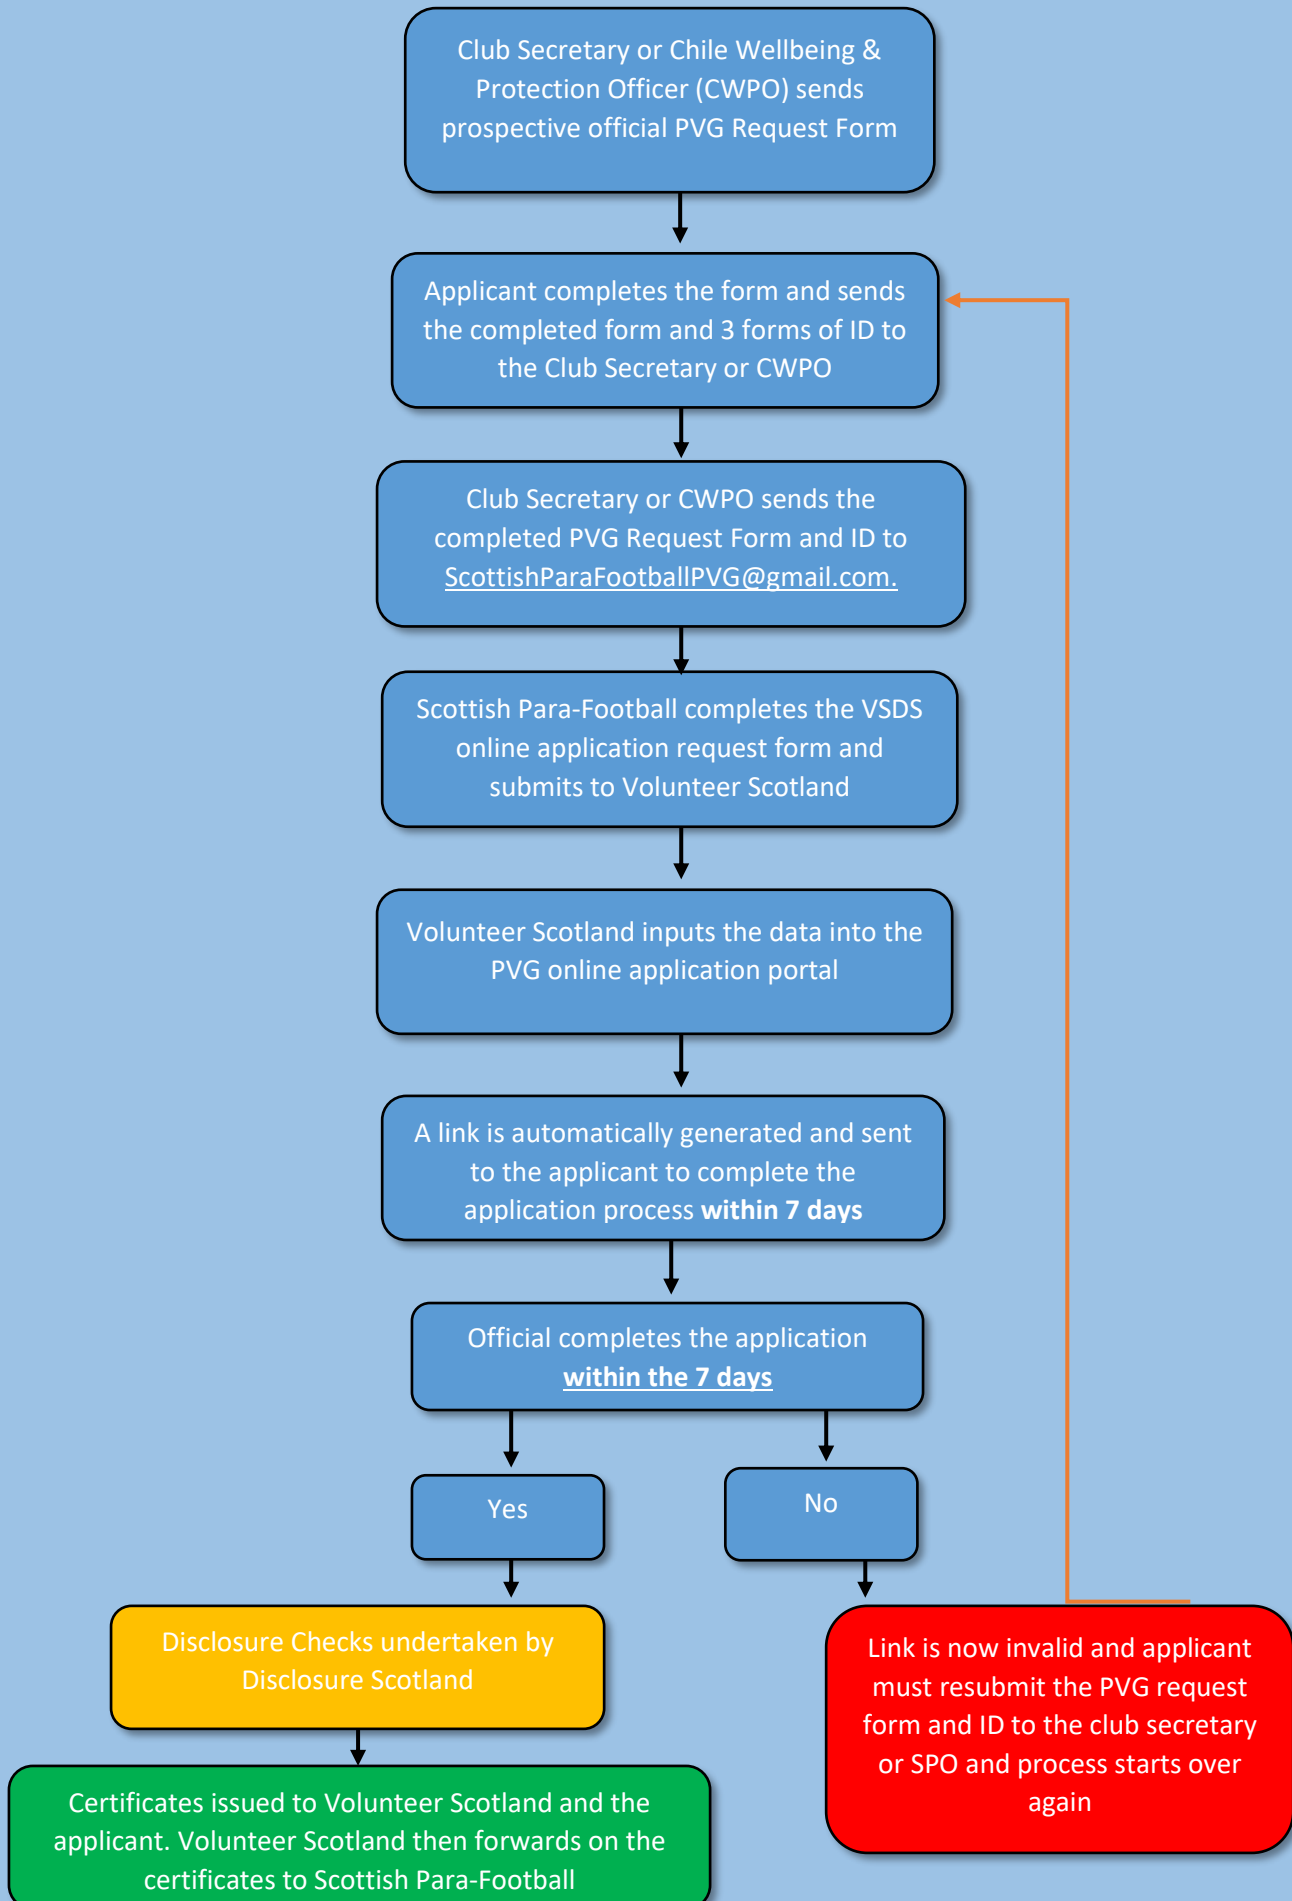 Club Secretary or Chile Wellbeing &
Protection Officer (CWPO) sends
prospective official PVG Request Form
Applicant completes the form and sends
the completed form and 3 forms of ID to
the Club Secretary or CWPO
Club Secretary or CWPO sends the
completed PVG Request Form and ID to
ScottishParaFootballPVG@gmail.com.
Scottish Para-Football completes the VSDS
online application request form and
submits to Volunteer Scotland
Volunteer Scotland inputs the data into the
PVG online application portal
A link is automatically generated and sent
to the applicant to complete the
application process within 7 days
Official completes the application
within the 7 days
Yes
No
Disclosure Checks undertaken by
Disclosure Scotland
Link is now invalid and applicant
must resubmit the PVG request
form and ID to the club secretary
or SPO and process starts over
again
Certificates issued to Volunteer Scotland and the
applicant. Volunteer Scotland then forwards on the
certificates to Scottish Para-Football